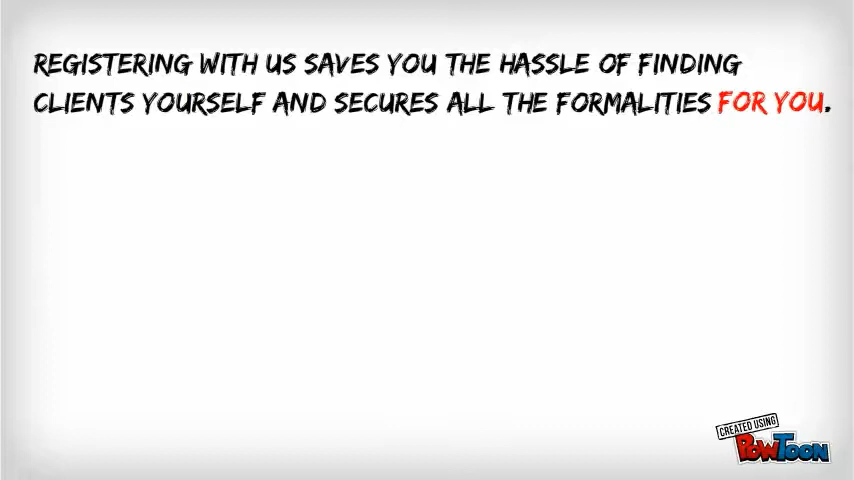 REGISTERING WITH US SAVES YOU THE HASSLE OF FINDING
CLIENTS YOURSELF AND SECURES ALL THE FORMALITIES FOR YOU.
CREATED USING
POWTOON